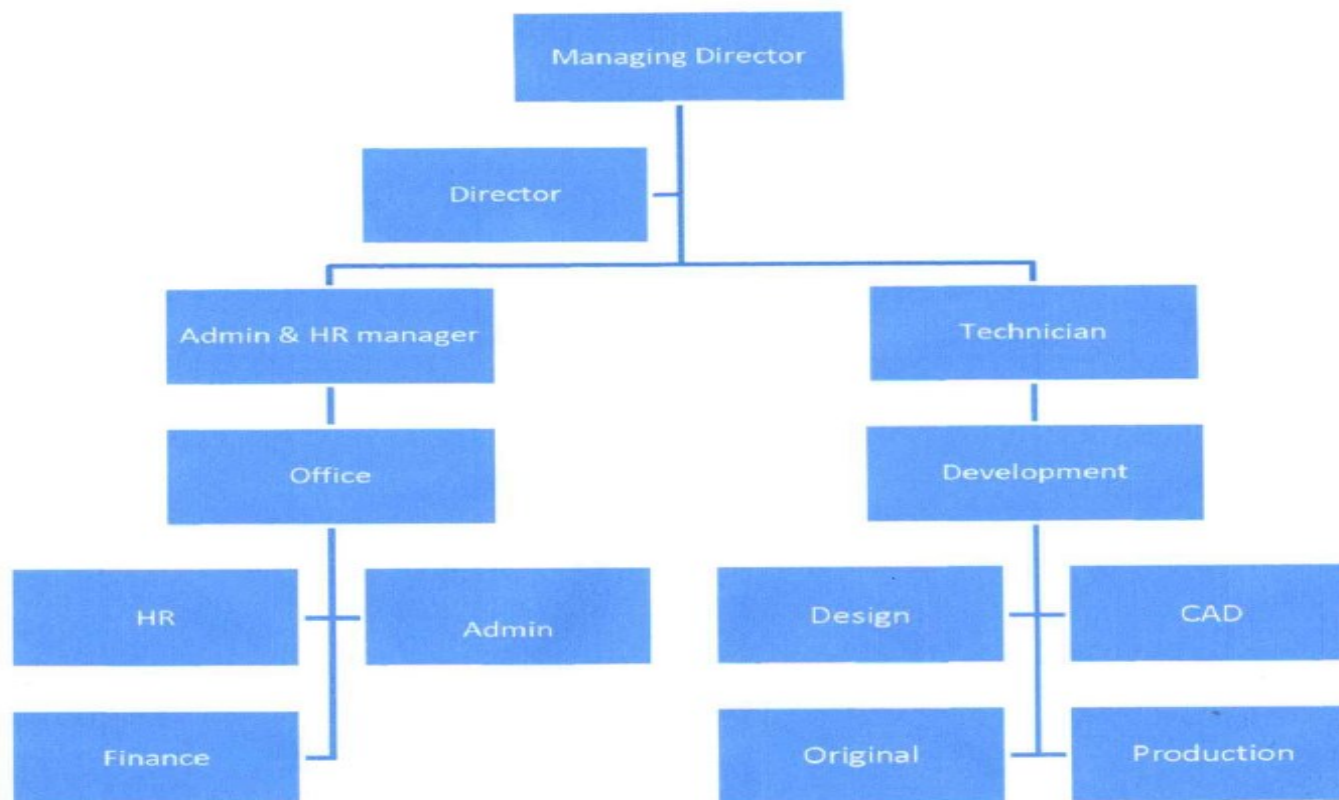 Managing Director
Director
Admin & HR manager
Technician
Office
Development
HR
Admin
Design
CAD
Finance
Original
Production